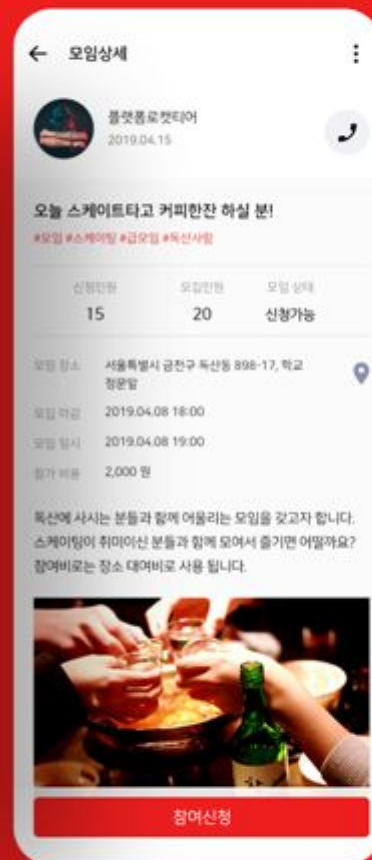 모임상세
플랫폼로켓티어
2019.04.15
오늘 스케이트타고 커피한잔 하실 분!
#모임 #스케이팅 #급모임 #독산사람
신청인원 모집인원 모임 상태
15 20 신청가능
모임 장소 서울특별시 금천구 독산동 898-17, 학교
정문앞
모임 마감 2019.04.08 18:00
모임 일시 2019.04.08 19:00
참가 비용 2,000 원
독산에 사시는 분들과 함께 어울리는 모임을 갖고자 합니다.
스케이팅이 취미이신 분들과 함께 모여서 즐기면 어떨까요?
참여비로는 장소 대여비로 사용 됩니다.
참여신청